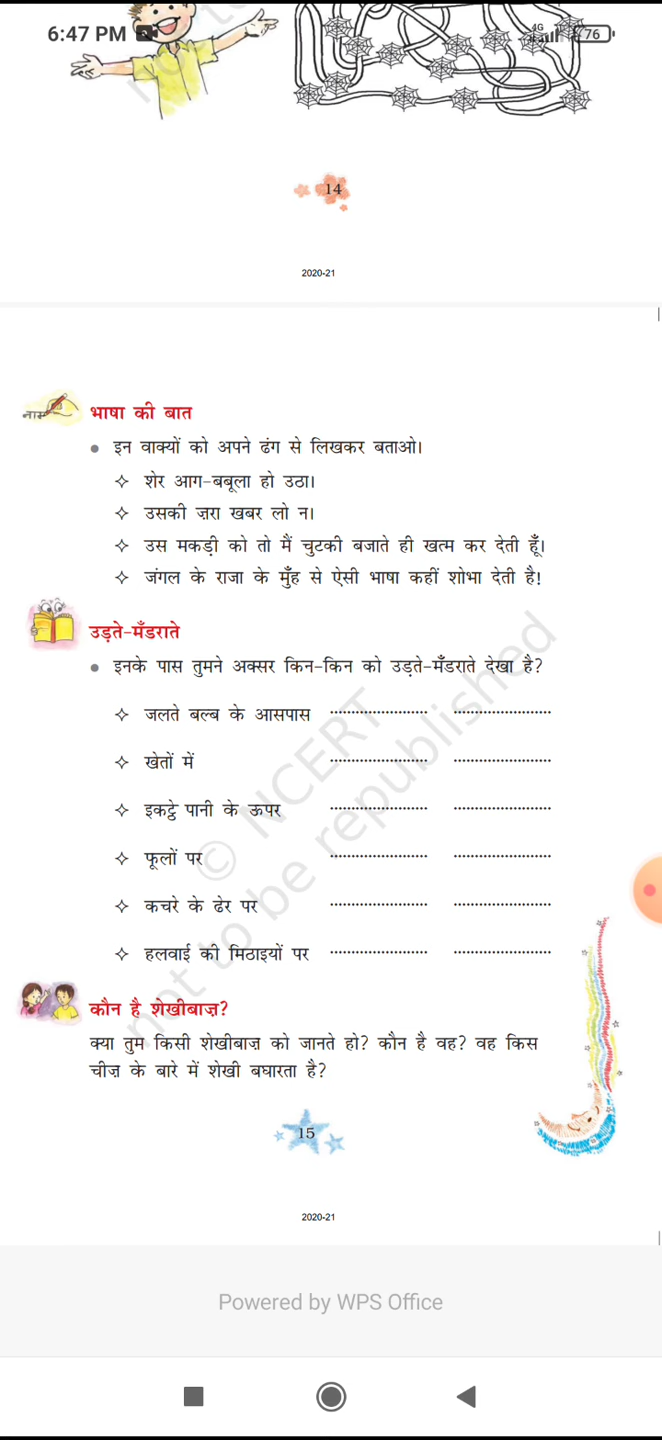 6:47 PM
4G
76
14
2020-21
नाम
भाषा की बात
इन वाक्यों को अपने ढंग से लिखकर बताओ।
शेर आग-बबूला हो उठा।
उसकी ज़रा खबर लो न।
उस मकड़ी को तो मैं चुटकी बजाते ही खत्म कर देती हूँ।
जंगल के राजा के मुँह से ऐसी भाषा कहीं शोभा देती है!
उड़ते-मँडराते
इनके पास तुमने अक्सर किन-किन को उड़ते-मँडराते देखा है?
जलते बल्ब के आसपास
खेतों में
इकट्ठे पानी के ऊपर
फूलों पर
कचरे के ढेर पर
हलवाई की मिठाइयों पर
© NCERT
not to be republished
कौन है शेखीबाज़?
क्या तुम किसी शेखीबाज़ को जानते हो? कौन है वह? वह किस
चीज़ के बारे में शेखी बघारता है?
15
2020-21
Powered by WPS Office